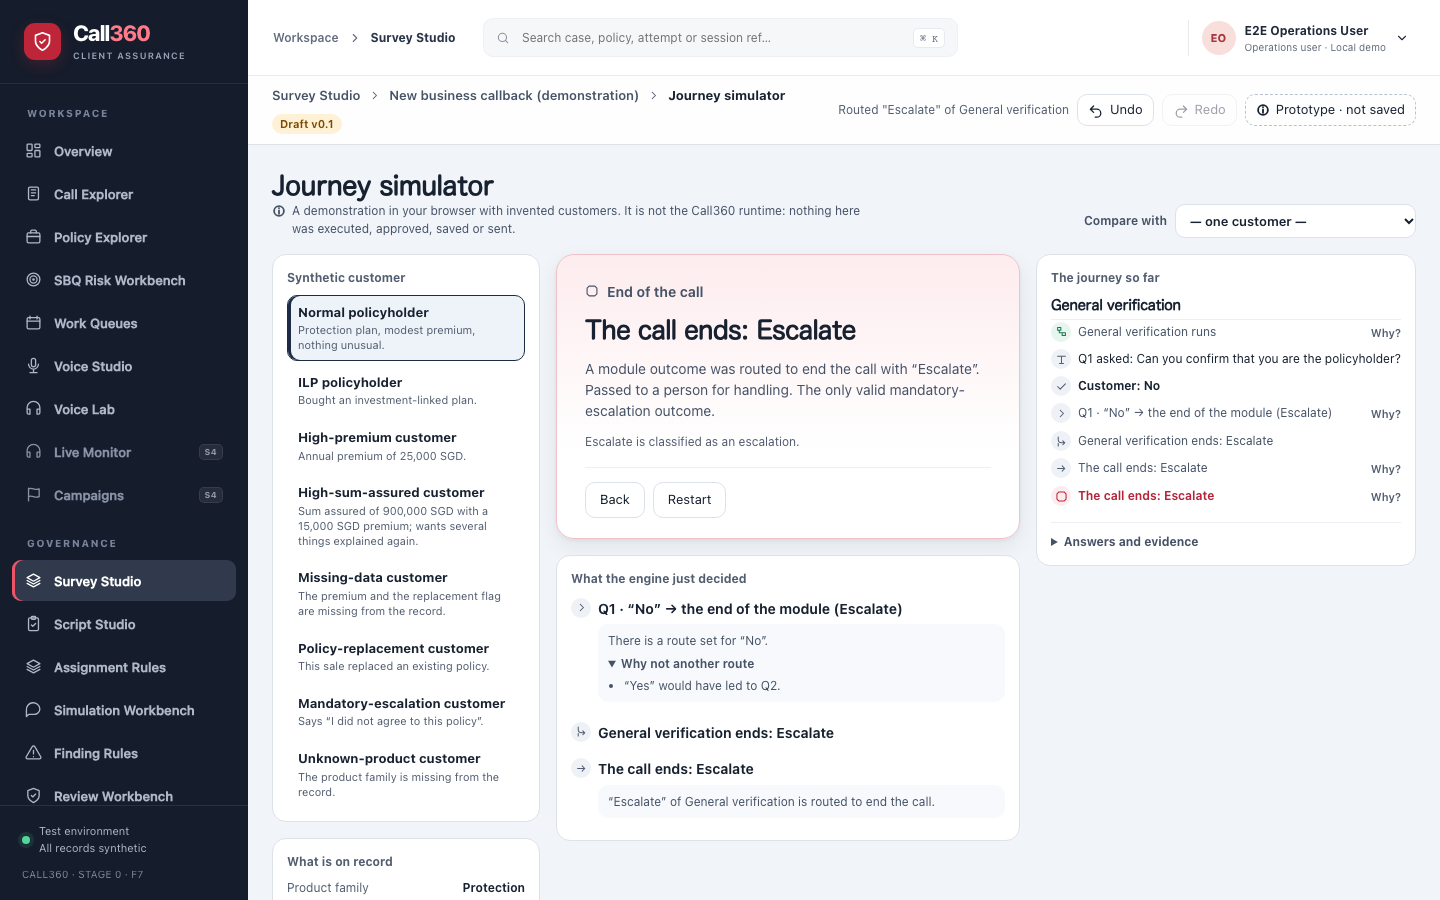 Call360
CLIENT ASSURANCE
WORKSPACE
Overview
Call Explorer
Policy Explorer
SBQ Risk Workbench
Work Queues
Voice Studio
Voice Lab
Live Monitor S4
Campaigns S4
GOVERNANCE
Survey Studio
Script Studio
Assignment Rules
Simulation Workbench
Finding Rules
Review Workbench
Test environment
All records synthetic
CALL360 · STAGE 0 · F7
Workspace > Survey Studio
Search case, policy, attempt or session ref...
⌘ K
EO
E2E Operations User
Operations user · Local demo
Survey Studio > New business callback (demonstration) > Journey simulator
Draft v0.1
Routed "Escalate" of General verification
Undo
Redo
Prototype · not saved
Journey simulator
A demonstration in your browser with invented customers. It is not the Call360 runtime: nothing here
was executed, approved, saved or sent.
Compare with
— one customer —
Synthetic customer
Normal policyholder
Protection plan, modest premium,
nothing unusual.
ILP policyholder
Bought an investment-linked plan.
High-premium customer
Annual premium of 25,000 SGD.
High-sum-assured customer
Sum assured of 900,000 SGD with a
15,000 SGD premium; wants several
things explained again.
Missing-data customer
The premium and the replacement flag
are missing from the record.
Policy-replacement customer
This sale replaced an existing policy.
Mandatory-escalation customer
Says “I did not agree to this policy”.
Unknown-product customer
The product family is missing from the
record.
What is on record
Product family Protection
End of the call
The call ends: Escalate
A module outcome was routed to end the call with “Escalate”.
Passed to a person for handling. The only valid mandatory-
escalation outcome.
Escalate is classified as an escalation.
Back
Restart
What the engine just decided
Q1 · “No” → the end of the module (Escalate)
There is a route set for “No”.
▼ Why not another route
• “Yes” would have led to Q2.
General verification ends: Escalate
The call ends: Escalate
“Escalate” of General verification is routed to end the call.
The journey so far
General verification
General verification runs Why?
Q1 asked: Can you confirm that you are the policyholder?
Customer: No
Q1 · “No” → the end of the module (Escalate) Why?
General verification ends: Escalate
The call ends: Escalate Why?
The call ends: Escalate Why?
▶ Answers and evidence